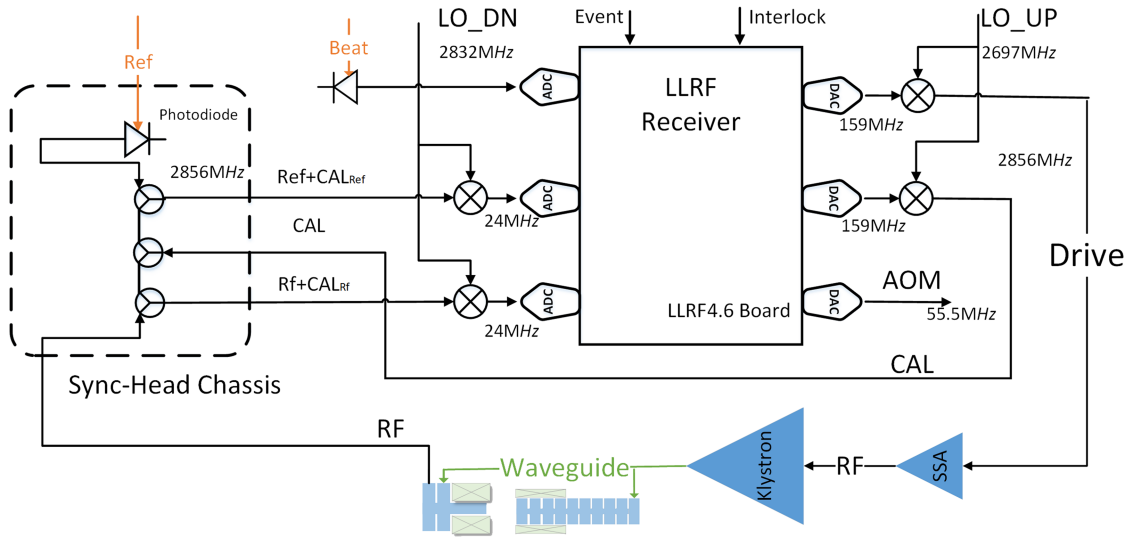 LO_DN
Event
Interlock
LO_UP
Ref
Beat
2832MHz
2697MHz
ADC
LLRF
Receiver
DAC
Photodiode
159MHz
2856MHz
2856MHz
Ref+CALRef
ADC
DAC
24MHz
159MHz
CAL
Drive
Rf+CALRf
ADC
LLRF4.6 Board
DAC
AOM
55.5MHz
24MHz
CAL
Sync-Head Chassis
RF
Waveguide
Klystron
RF
SSA